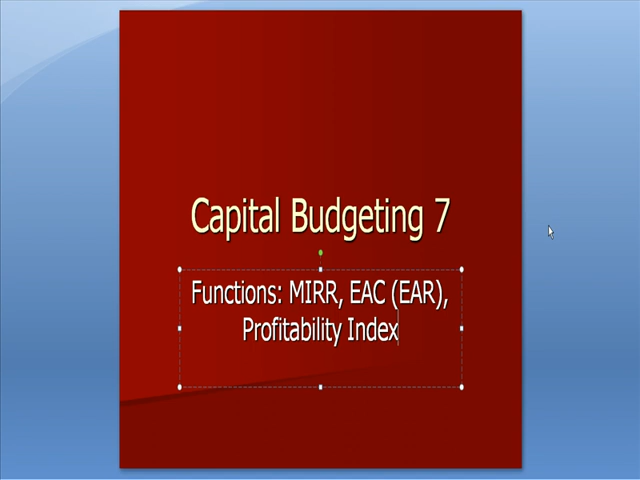 Capital Budgeting 7
Functions: MIRR, EAC (EAR),
Profitability Index